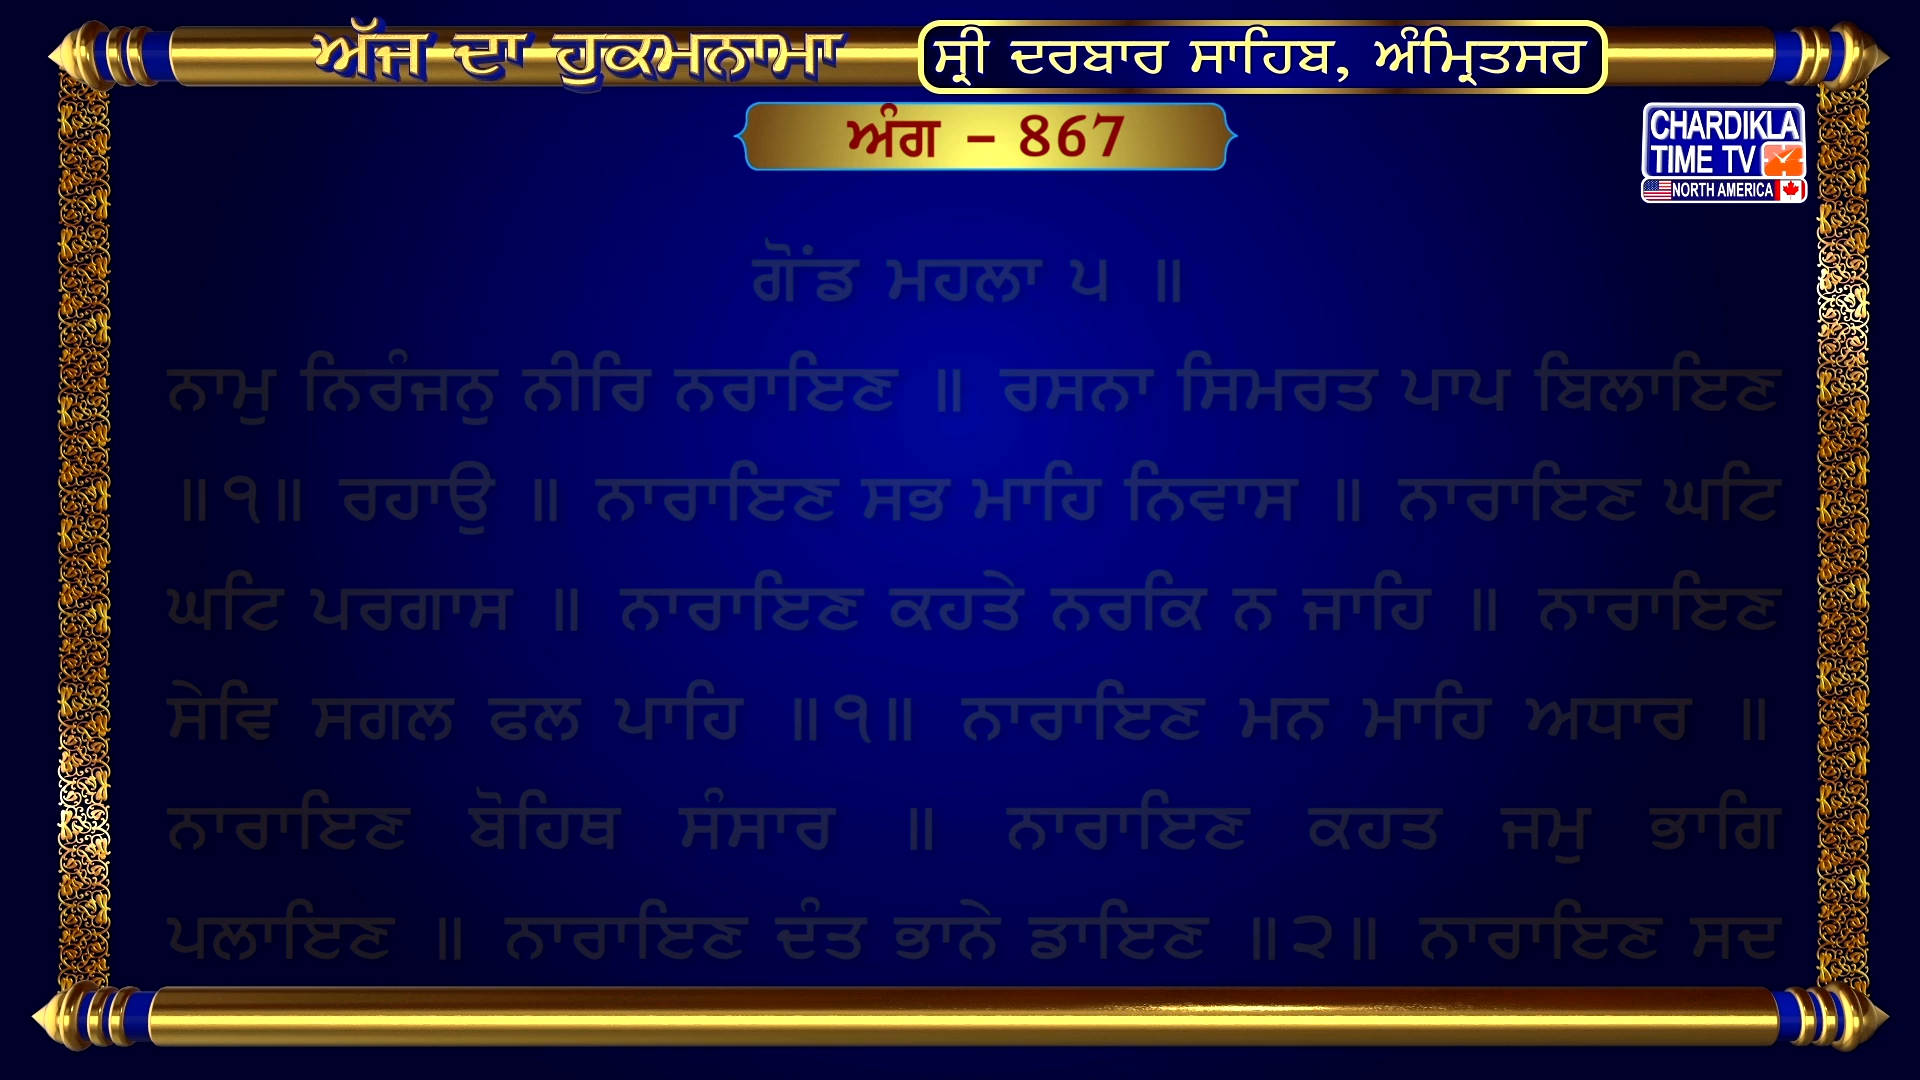 ਅੱਜ ਦਾ ਹੁਕਮਨਾਮਾ ਸ੍ਰੀ ਦਰਬਾਰ ਸਾਹਿਬ, ਅੰਮ੍ਰਿਤਸਰ
ਅੰਗ – 867
CHARDIKLA
TIME TV
NORTH AMERICA
ਗੋਂਡ ਮਹਲਾ ੫ ॥
ਨਾਮੁ ਨਿਰੰਜਨੁ ਨੀਰਿ ਨਰਾਇਣ ॥ ਰਸਨਾ ਸਿਮਰਤ ਪਾਪ ਬਿਲਾਇਣ
॥੧॥ ਰਹਾਉ ॥ ਨਾਰਾਇਣ ਸਭ ਮਾਹਿ ਨਿਵਾਸ ॥ ਨਾਰਾਇਣ ਘਟਿ
ਘਟਿ ਪਰਗਾਸ ॥ ਨਾਰਾਇਣ ਕਹਤੇ ਨਰਕਿ ਨ ਜਾਹਿ ॥ ਨਾਰਾਇਣ
ਸੇਵਿ ਸਗਲ ਫਲ ਪਾਹਿ ॥੧॥ ਨਾਰਾਇਣ ਮਨ ਮਾਹਿ ਅਧਾਰ ॥
ਨਾਰਾਇਣ ਬੋਹਿਥ ਸੰਸਾਰ ॥ ਨਾਰਾਇਣ ਕਹਤ ਜਮੁ ਭਾਗਿ
ਪਲਾਇਣ ॥ ਨਾਰਾਇਣ ਦੰਤ ਭਾਨੇ ਡਾਇਣ ॥੨॥ ਨਾਰਾਇਣ ਸਦ